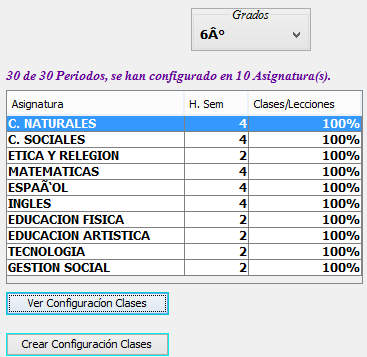 Grados
6Âº
30 de 30 Periodos, se han configurado en 10 Asignatura(s).
Asignatura H. Sem Clases/Lecciones
C. NATURALES 4 100%
C. SOCIALES 4 100%
ETICA Y RELEGION 2 100%
MATEMATICAS 4 100%
ESPAÃ‘OL 4 100%
INGLES 4 100%
EDUCACION FISICA 2 100%
EDUCACION ARTISTICA 2 100%
TECNOLOGIA 2 100%
GESTION SOCIAL 2 100%
Ver Configuracíon Clases
Crear Configuración Clases